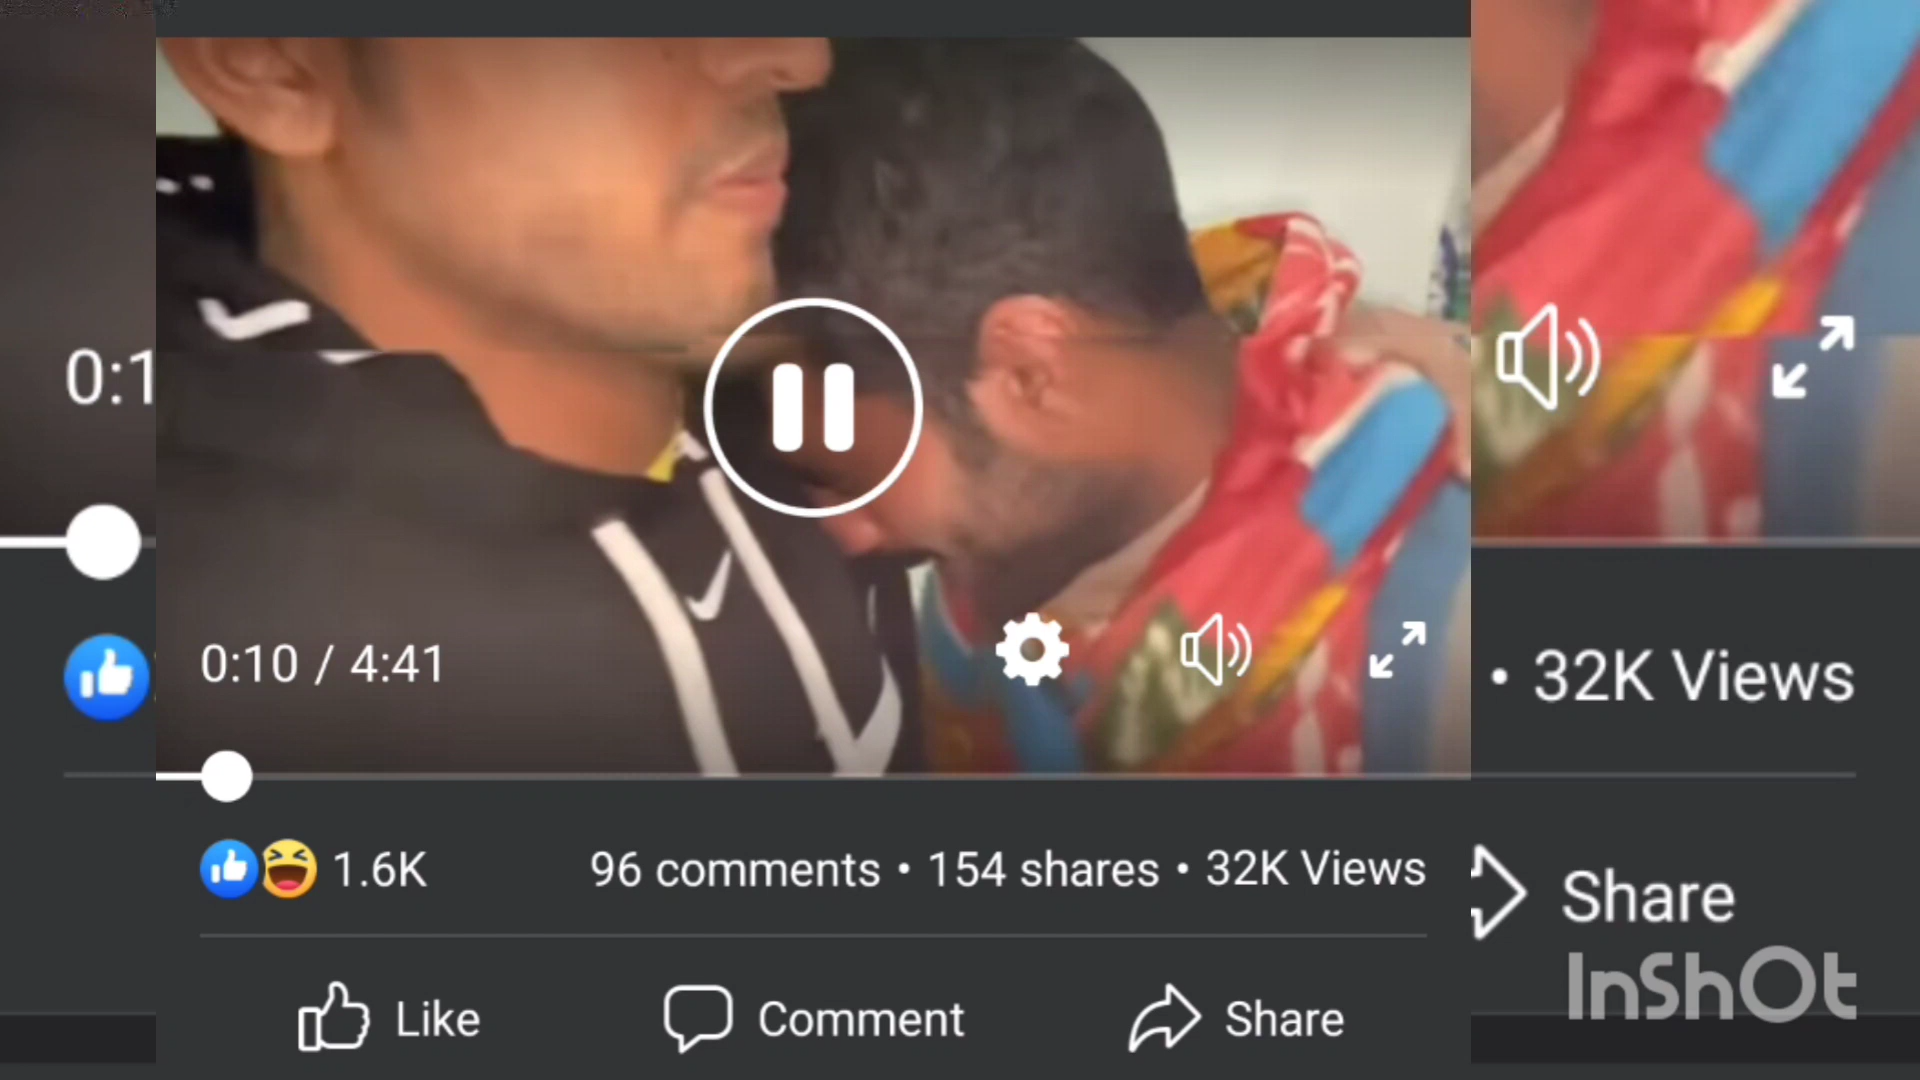 0:1
0:10 / 4:41
• 32K Views
1.6K
96 comments • 154 shares • 32K Views
Share
Like
Comment
Share
InShOt